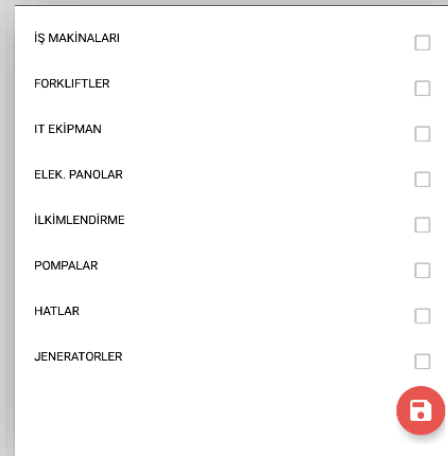 İŞ MAKİNALARI
FORKLIFTLER
IT EKİPMAN
ELEK. PANOLAR
İLKİMLENDİRME
POMPALAR
HATLAR
JENERATORLER